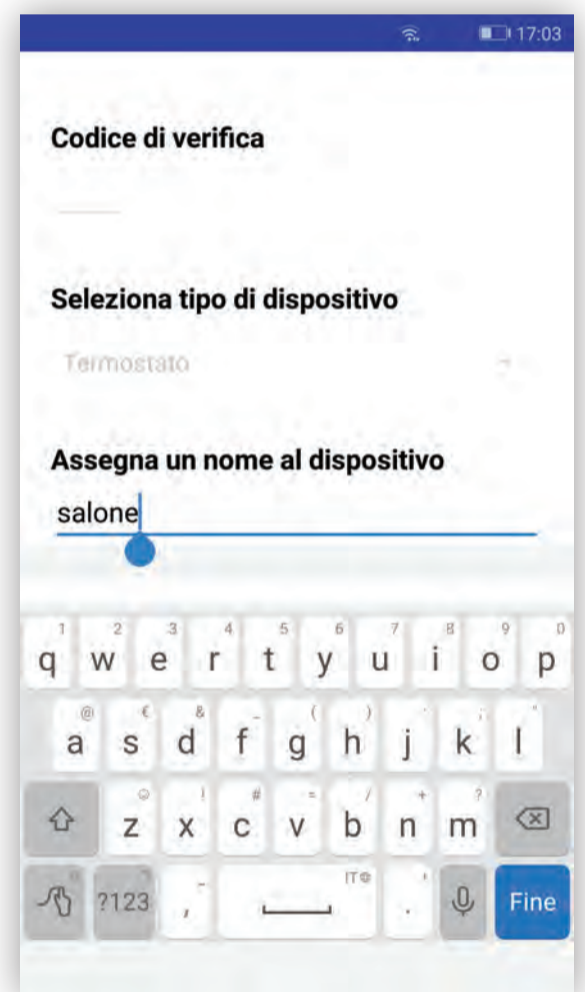 17:03
Codice di verifica
Seleziona tipo di dispositivo
Termostato
Assegna un nome al dispositivo
salone
1 2 3 4 5 6 7 8 9 0
q w e r t y u i o p
@ € & _ ( ) ' : "
a s d f g h j k l
! # = / + ?
z x c v b n m
IT
?123 , . Fine